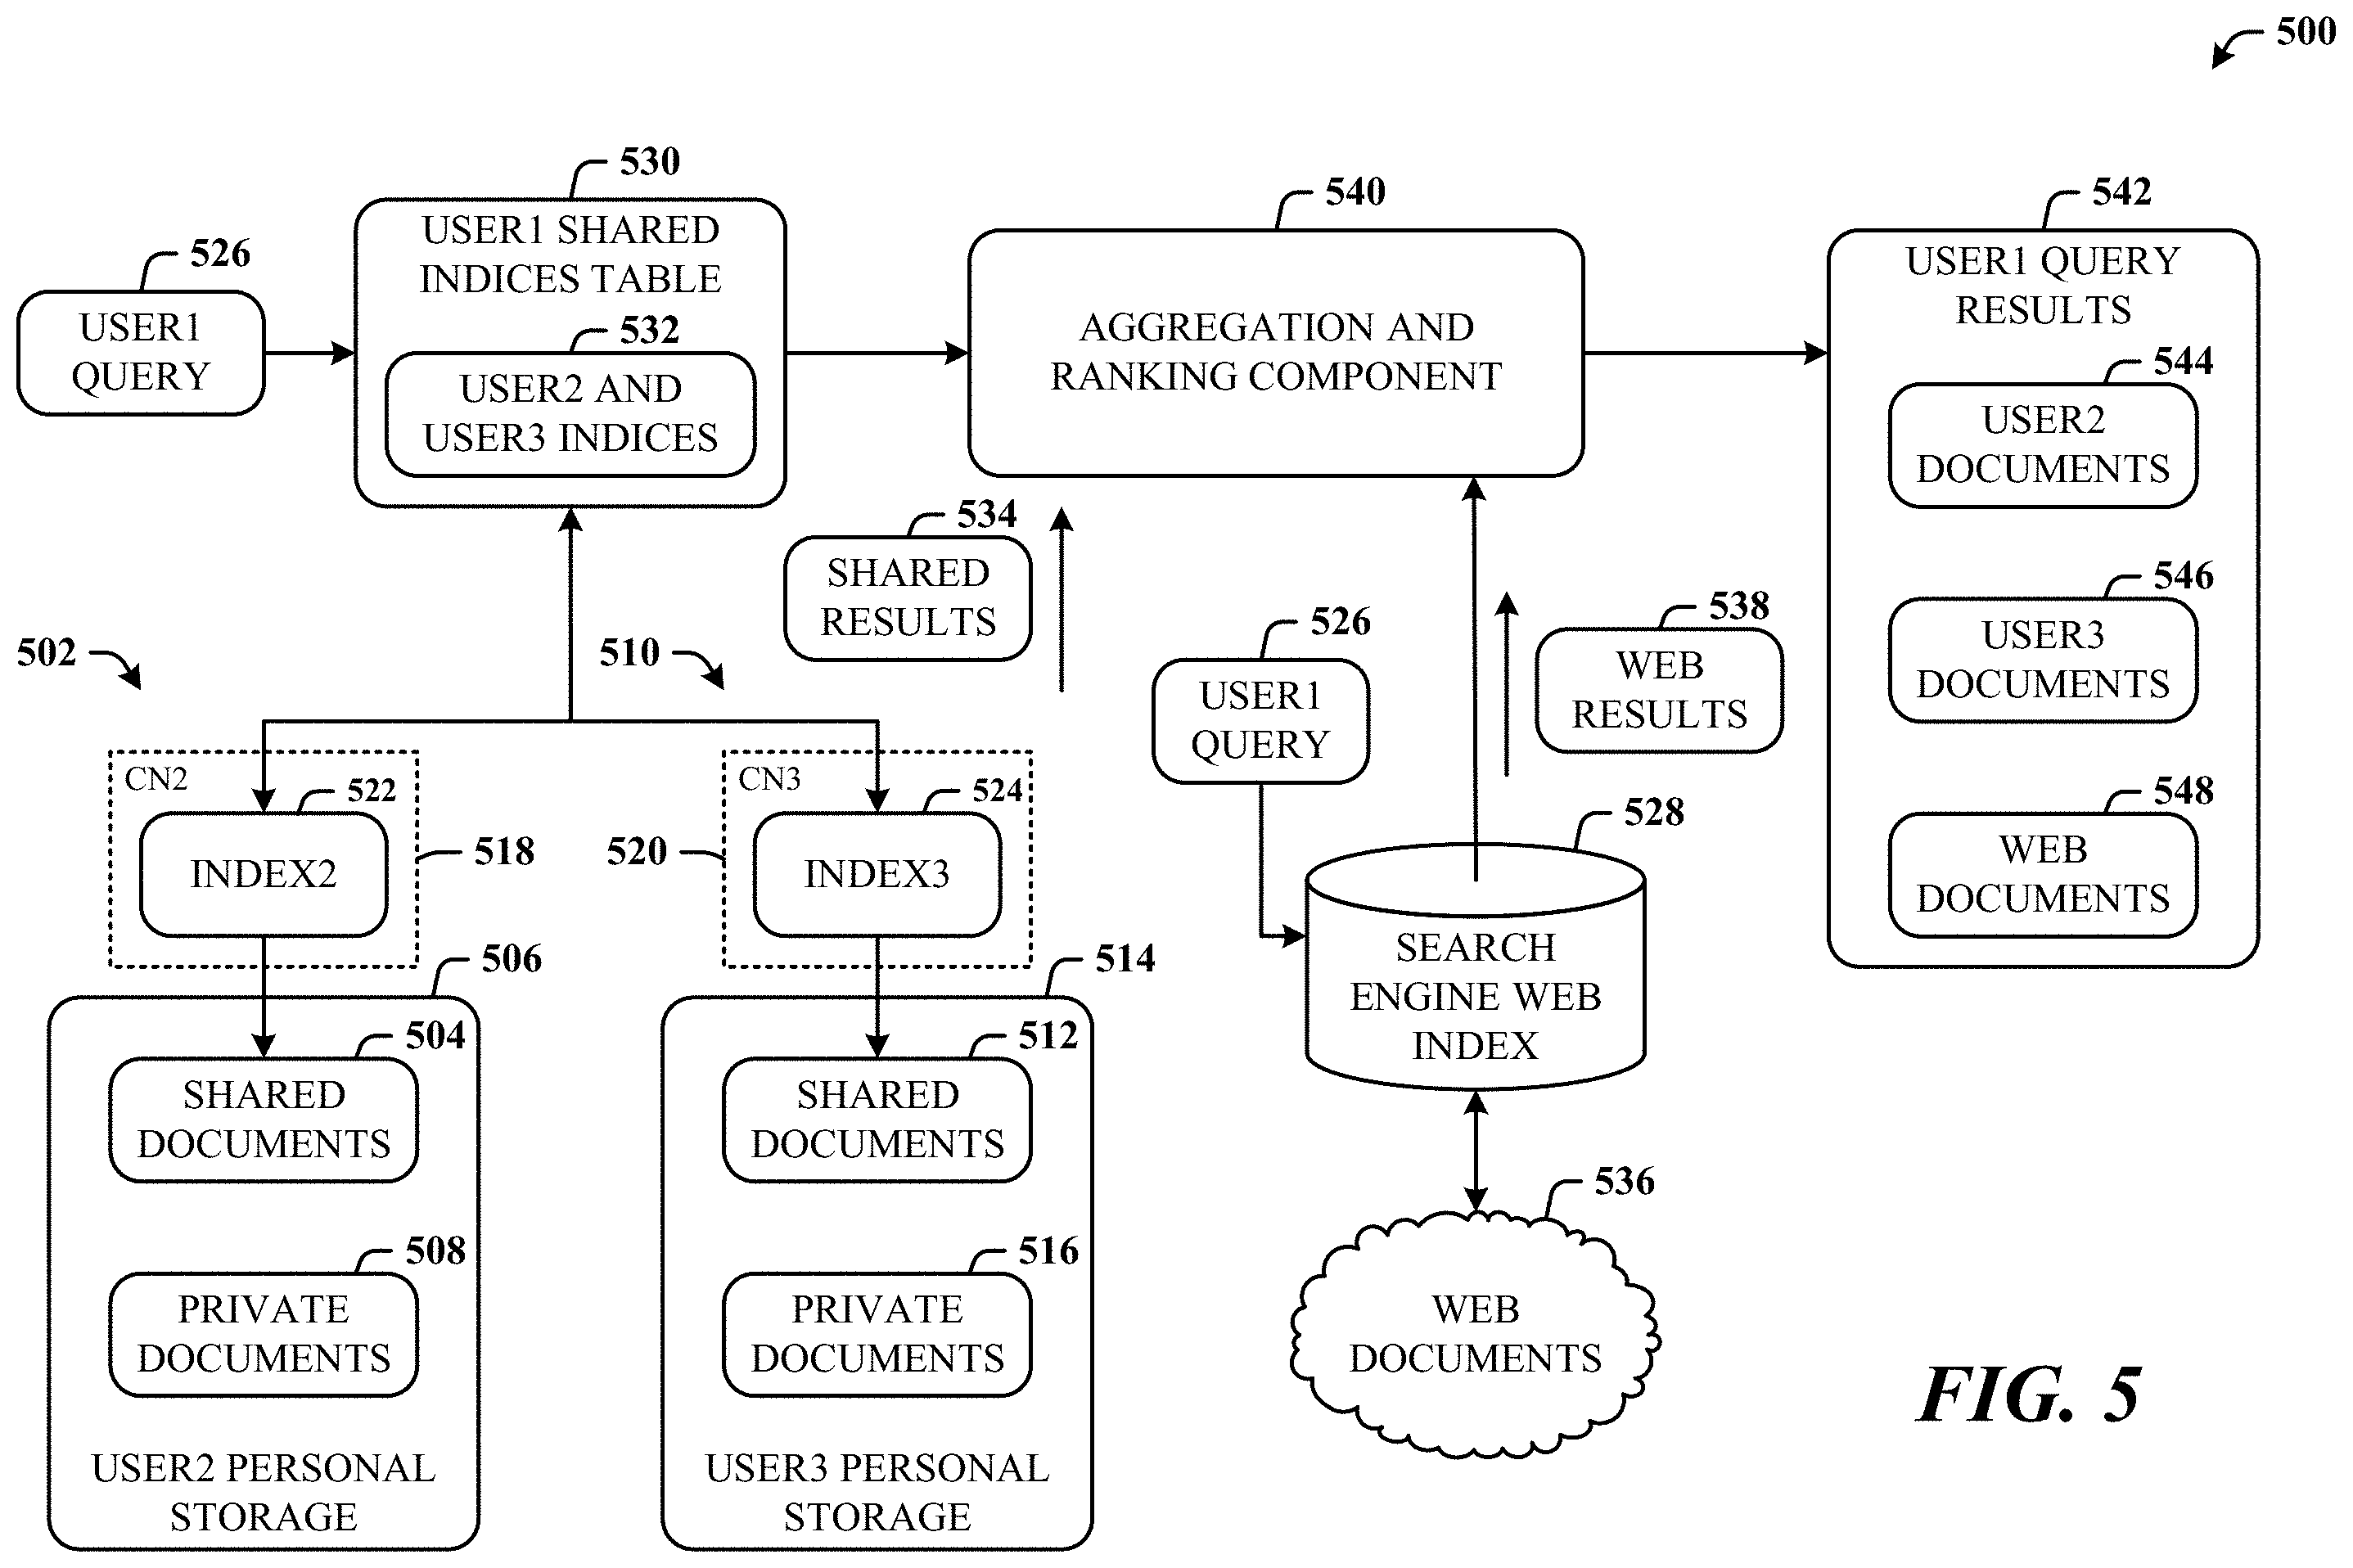 500
530
USER1 SHARED
INDICES TABLE
532
USER2 AND
USER3 INDICES
526
USER1
QUERY
540
AGGREGATION AND
RANKING COMPONENT
542
USER1 QUERY
RESULTS
544
USER2
DOCUMENTS
546
USER3
DOCUMENTS
548
WEB
DOCUMENTS
534
SHARED
RESULTS
526
USER1
QUERY
538
WEB
RESULTS
502
510
CN2
522
INDEX2
518
CN3
524
INDEX3
520
528
SEARCH
ENGINE WEB
INDEX
506
504
SHARED
DOCUMENTS
508
PRIVATE
DOCUMENTS
USER2 PERSONAL
STORAGE
514
512
SHARED
DOCUMENTS
516
PRIVATE
DOCUMENTS
USER3 PERSONAL
STORAGE
536
WEB
DOCUMENTS
FIG. 5